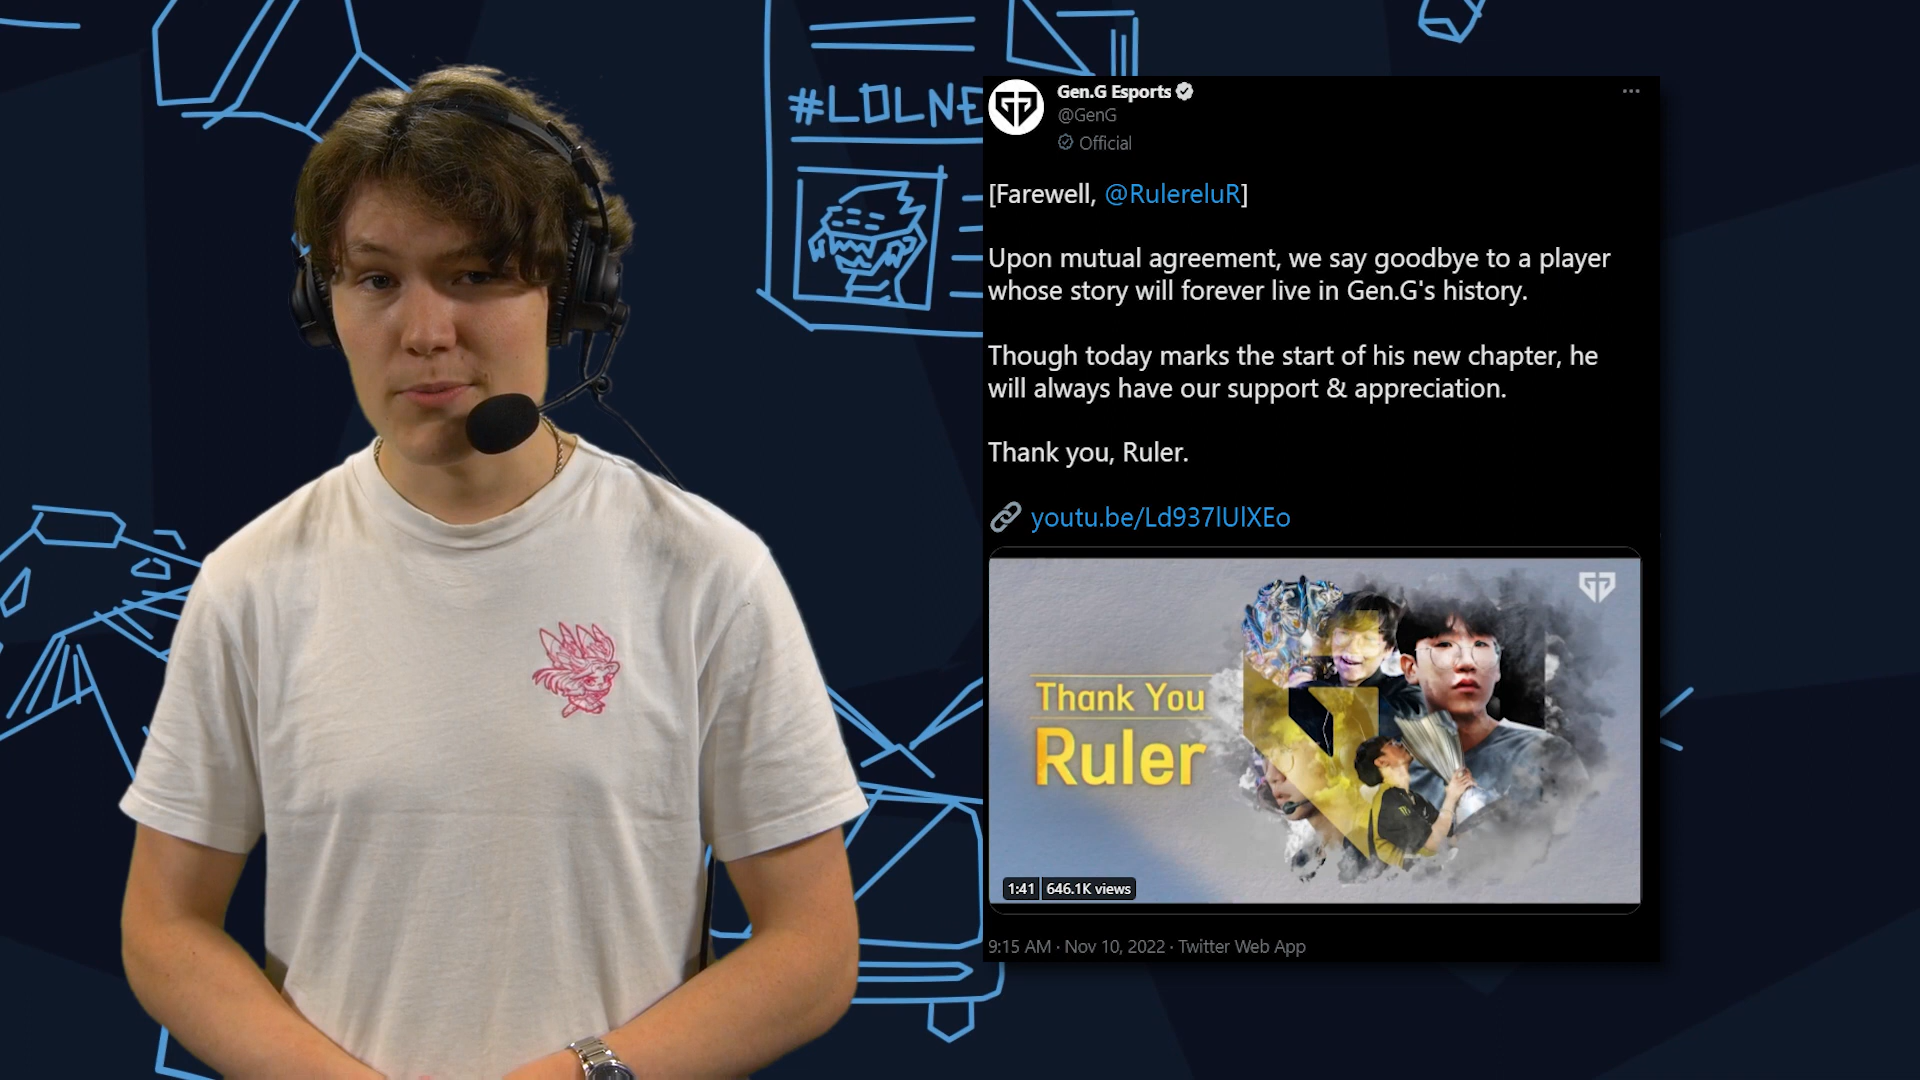 #LOLNE
Gen.G Esports
@GenG
Official
[Farewell, @RulereluR]
Upon mutual agreement, we say goodbye to a player
whose story will forever live in Gen.G's history.
Though today marks the start of his new chapter, he
will always have our support & appreciation.
Thank you, Ruler.
youtu.be/Ld937lUlXEo
Thank You
Ruler
1:41 646.1K views
9:15 AM · Nov 10, 2022 · Twitter Web App